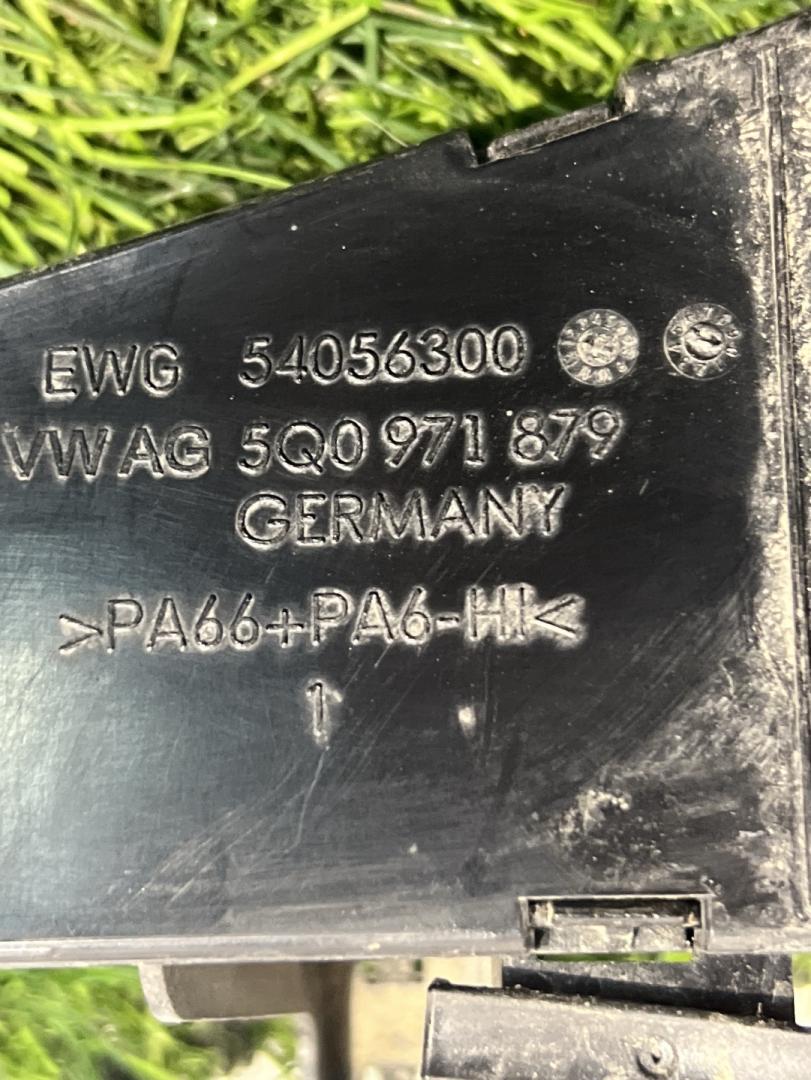 EWG 54056300
VW AG 5Q0 971 879
GERMANY
>PA66+PA6-HI<
1